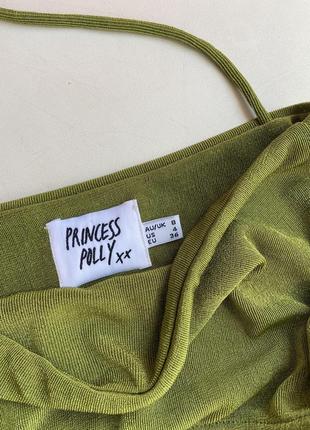 PRINCESS
POLLY xx
AU/UK 8
US 4
EU 36